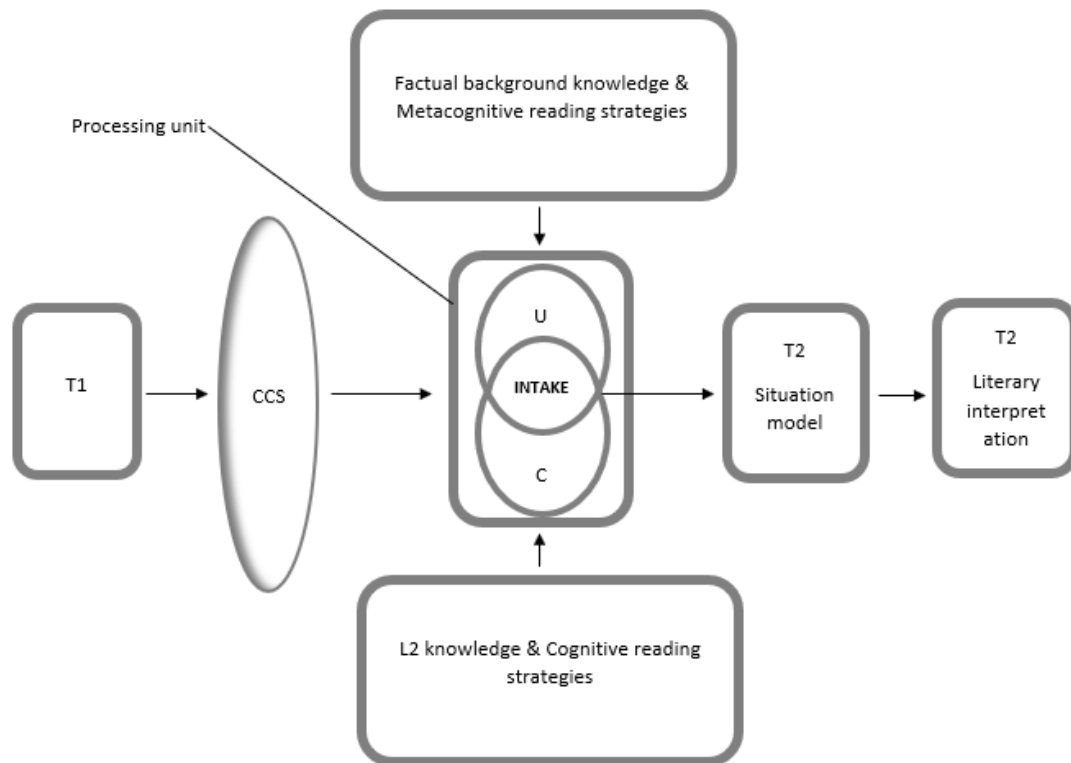 Factual background knowledge &
Metacognitive reading strategies
Processing unit
T1
CCS
U
INTAKE
C
T2
Situation
model
T2
Literary
interpret
ation
L2 knowledge & Cognitive reading
strategies